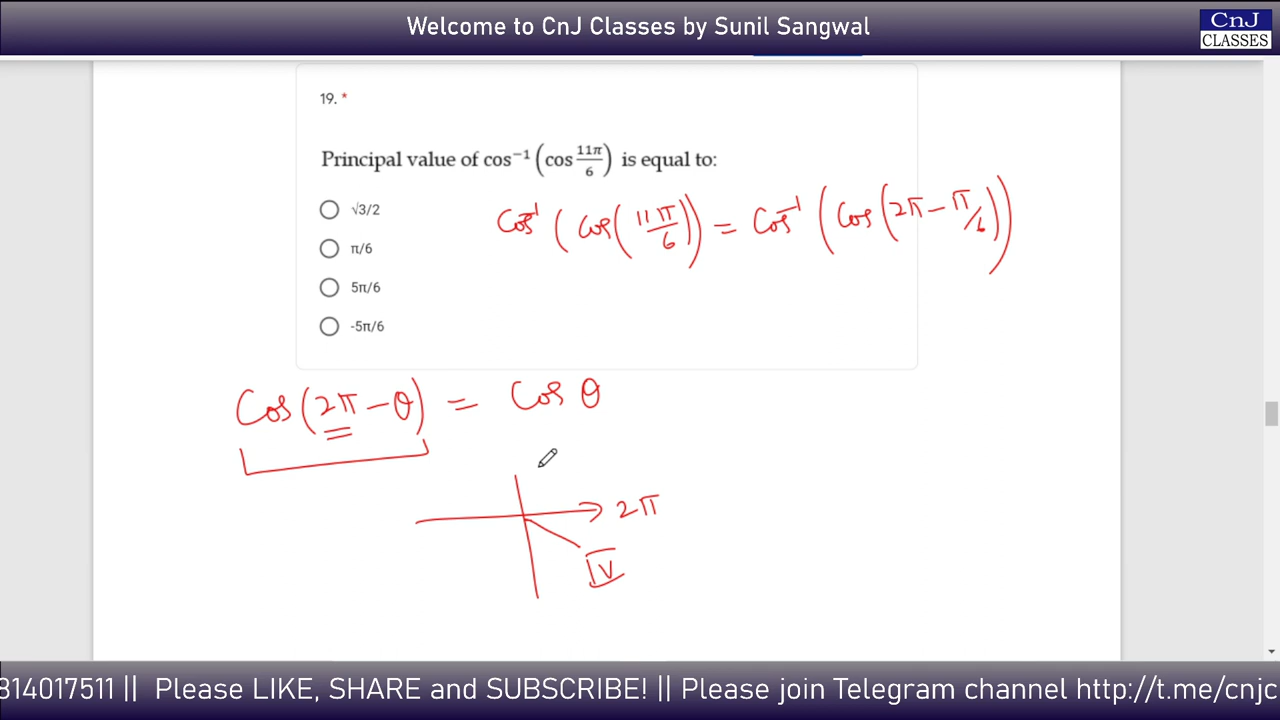 Welcome to CnJ Classes by Sunil Sangwal
CnJ
CLASSES
19. *
Principal value of cos⁻¹ (cos 11π/6) is equal to:
√3/2
π/6
5π/6
-5π/6
Cos⁻¹ (Cos (11π/6)) = Cos⁻¹ (Cos (2π − π/6))
Cos (2π − θ) = Cos θ
2π
IV
814017511 || Please LIKE, SHARE and SUBSCRIBE! || Please join Telegram channel http://t.me/cnjc